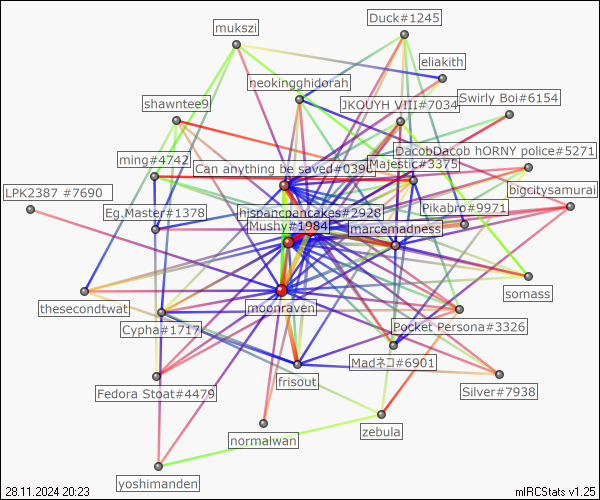 Duck#1245
mukszi
eliakith
neokingghidorah
Swirly Boi#6154
JKOUYH VIII#7034
shawntee9
DacobDacob hORNY police#5271
ming#4742
Majestic#3375
Can anything be saved#0390
LPK2387 #7690
bigcitysamurai
Pikabro#9971
Eg.Master#1378
hispancpancakes#2928
Mushy#1984
marcemadness
somass
thesecondtwat
moonraven
Cypha#1717
Pocket Persona#3326
Madネコ#6901
frisout
Fedora Stoat#4479
Silver#7938
zebula
normalwan
yoshimanden
28.11.2024 20:23
mIRCStats v1.25